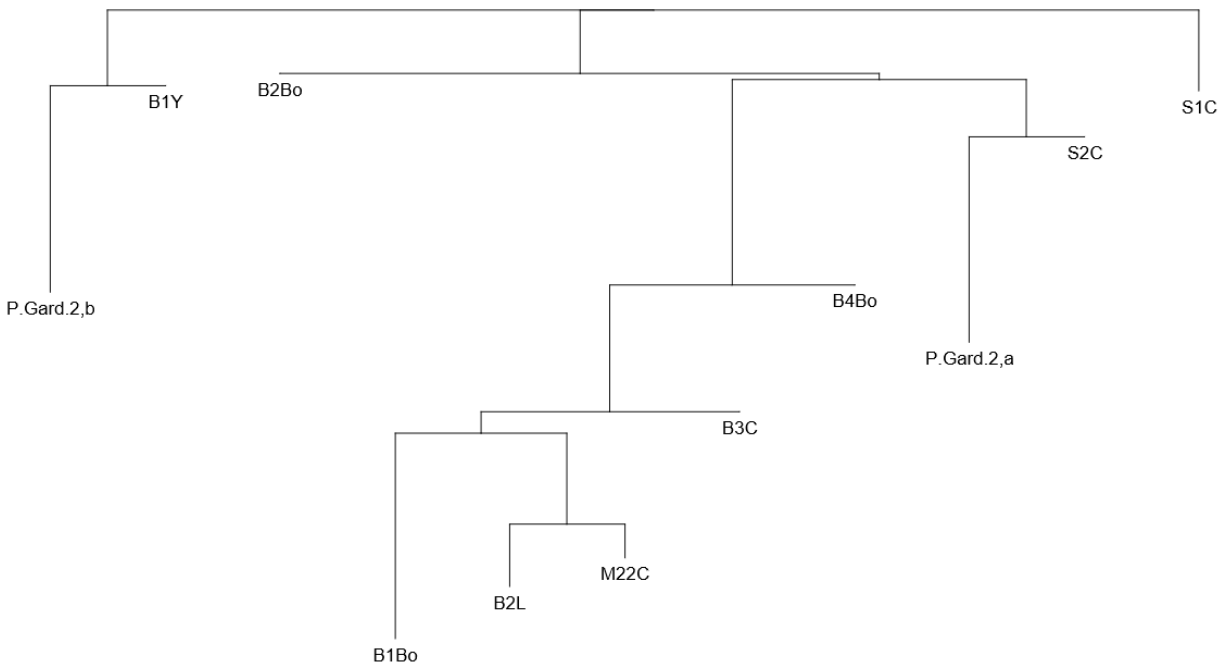 B2Bo
B1Y
S1C
S2C
P.Gard.2,b
B4Bo
P.Gard.2,a
B3C
M22C
B2L
B1Bo